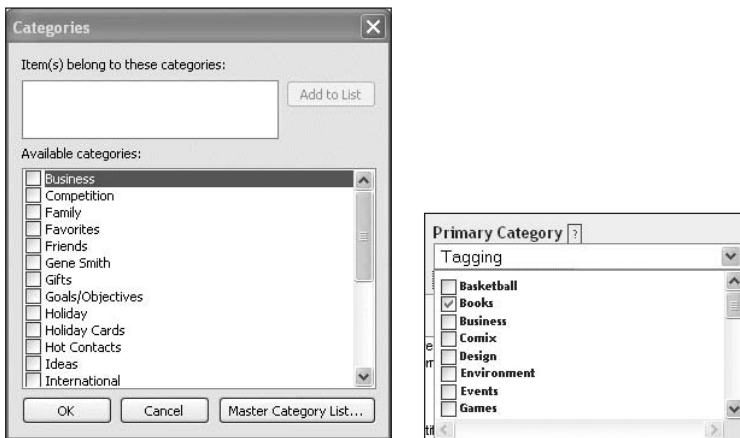 Categories
Item(s) belong to these categories:
Add to List
Available categories:
Business
Competition
Family
Favorites
Friends
Gene Smith
Gifts
Goals/Objectives
Holiday
Holiday Cards
Hot Contacts
Ideas
International
OK Cancel Master Category List...
Primary Category ?
Tagging
Basketball
Books
Business
Comix
Design
Environment
Events
Games